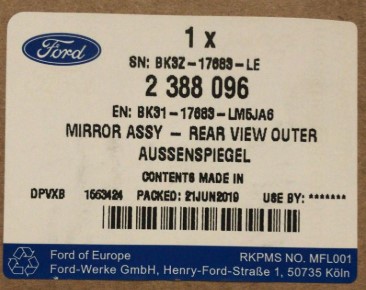 Ford
1 x
SN: BK3Z-17683-LE
2 388 096
EN: BK31-17683-LM5JA6
MIRROR ASSY - REAR VIEW OUTER
AUSSENSPIEGEL
CONTENTS MADE IN
DPVXB 1553424 PACKED: 21JUN2019 USE BY: *******
Ford of Europe RKPMS NO. MFL001
Ford-Werke GmbH, Henry-Ford-Straße 1, 50735 Köln